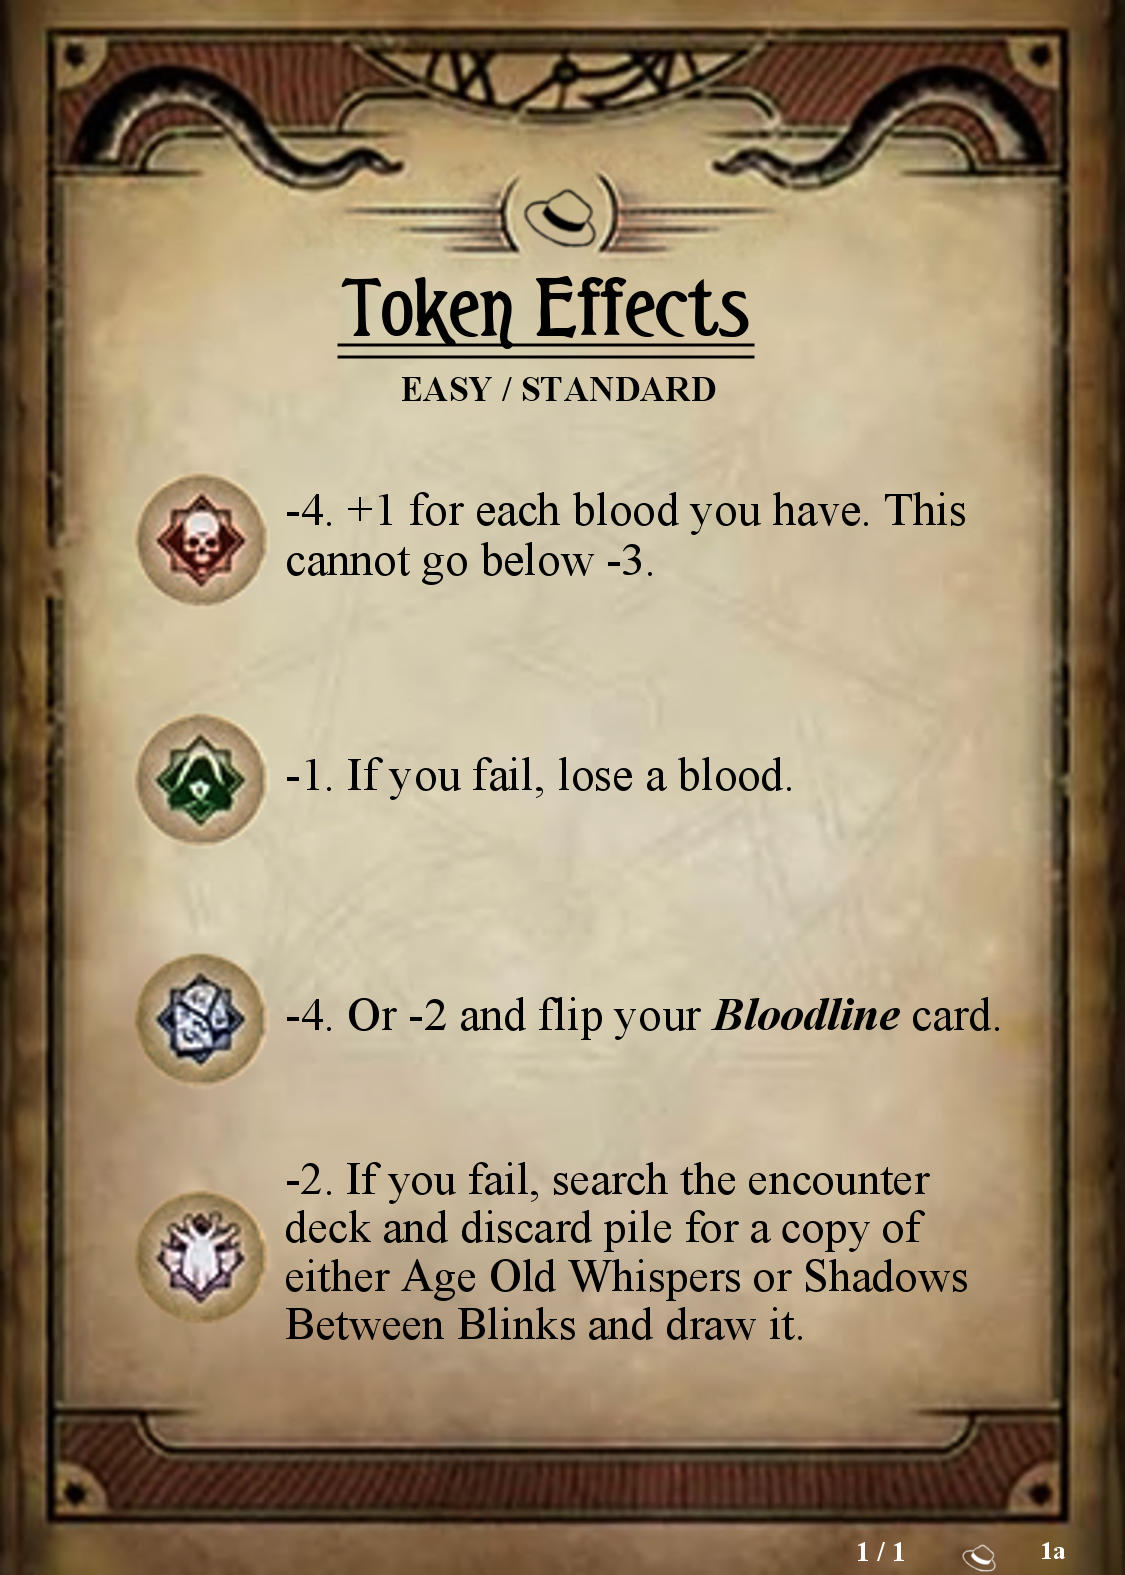 Token Effects
EASY / STANDARD
-4. +1 for each blood you have. This
cannot go below -3.
-1. If you fail, lose a blood.
-4. Or -2 and flip your Bloodline card.
-2. If you fail, search the encounter
deck and discard pile for a copy of
either Age Old Whispers or Shadows
Between Blinks and draw it.
1 / 1
1a